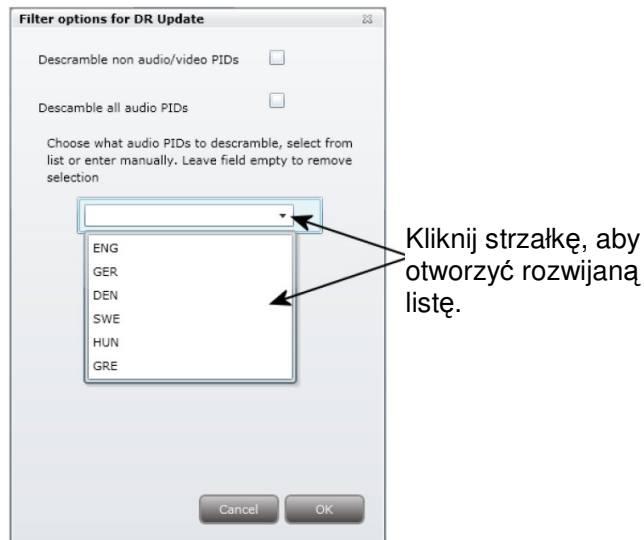 Filter options for DR Update
Descramble non audio/video PIDs
Descamble all audio PIDs
Choose what audio PIDs to descramble, select from
list or enter manually. Leave field empty to remove
selection
ENG
GER
DEN
SWE
HUN
GRE
Cancel OK
Kliknij strzałkę, aby
otworzyć rozwijaną
listę.